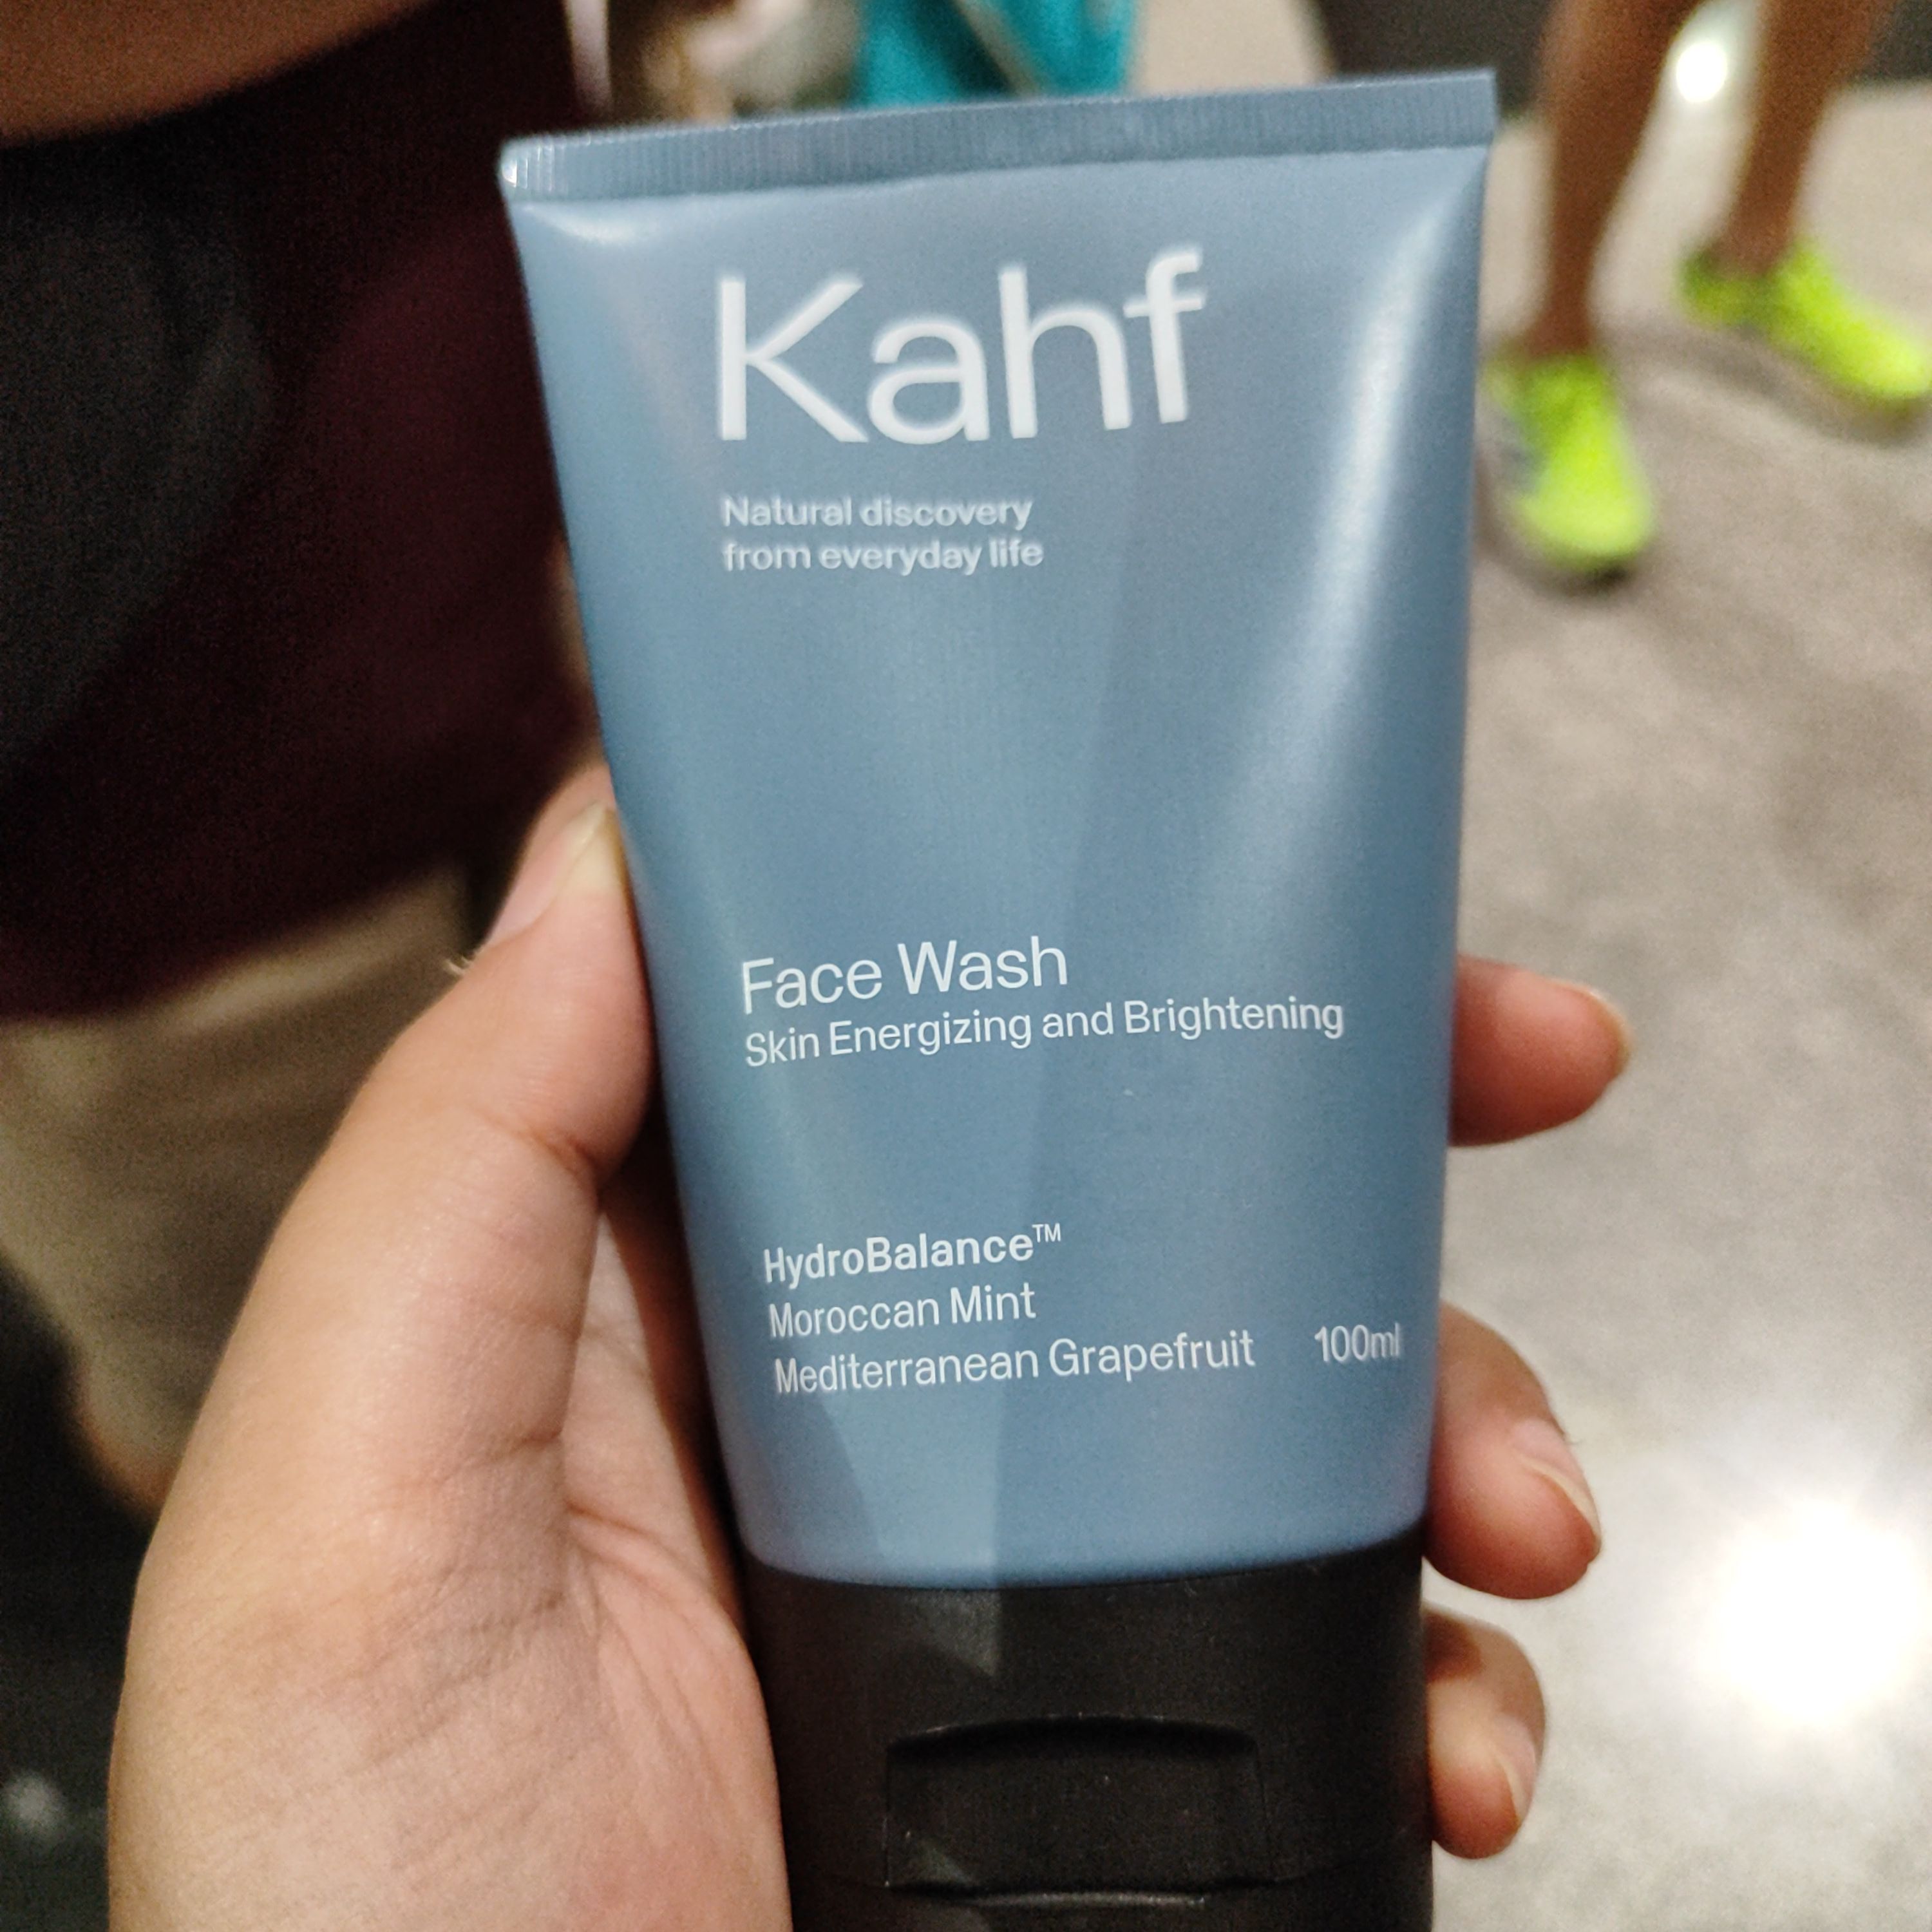 Kahf
Natural discovery
from everyday life
Face Wash
Skin Energizing and Brightening
HydroBalance™
Moroccan Mint
Mediterranean Grapefruit 100ml